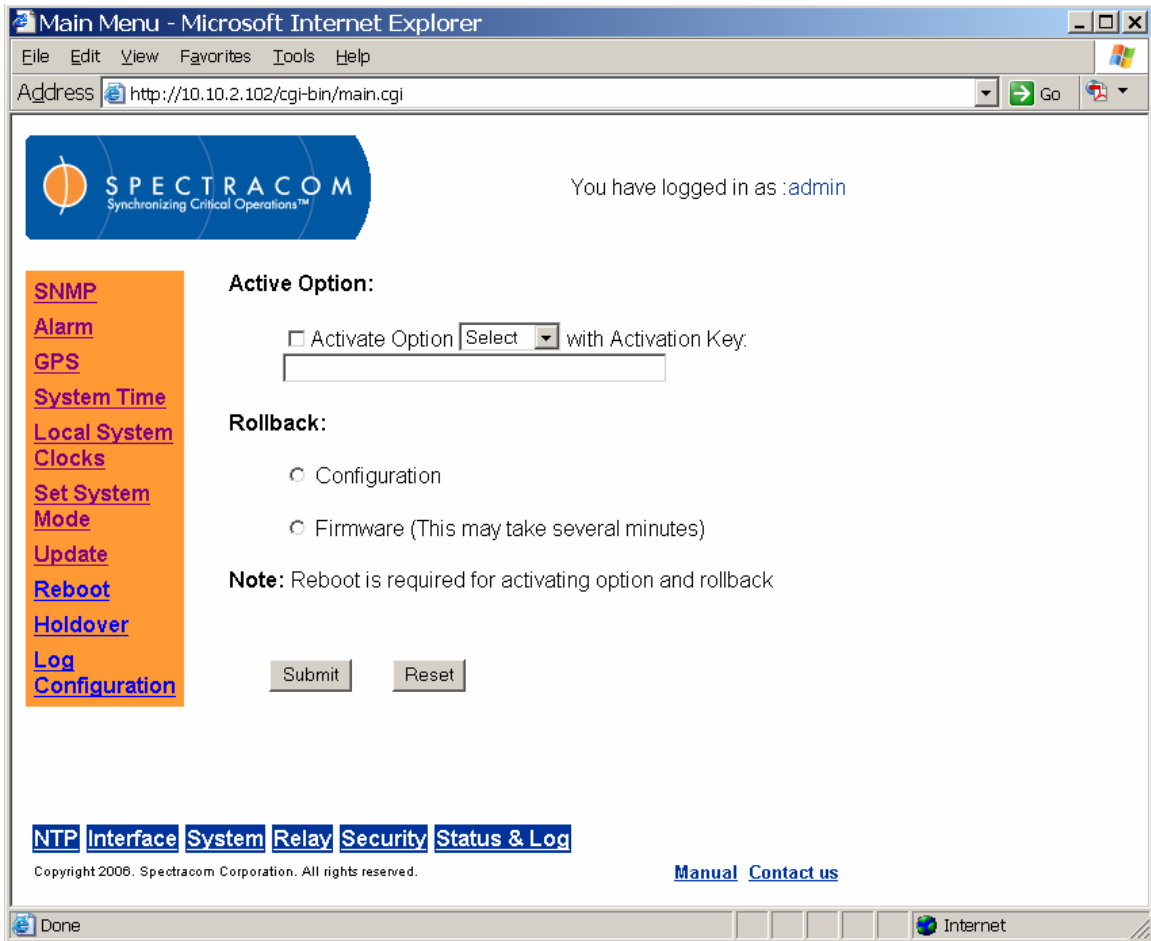 Main Menu - Microsoft Internet Explorer
File Edit View Favorites Tools Help
Address http://10.10.2.102/cgi-bin/main.cgi Go
SPECTRACOM
Synchronizing Critical Operations™
You have logged in as :admin
SNMP
Alarm
GPS
System Time
Local System
Clocks
Set System
Mode
Update
Reboot
Holdover
Log
Configuration
Active Option:
Activate Option Select with Activation Key:
Rollback:
Configuration
Firmware (This may take several minutes)
Note: Reboot is required for activating option and rollback
Submit Reset
NTP Interface System Relay Security Status & Log
Copyright 2006. Spectracom Corporation. All rights reserved.
Manual Contact us
Done Internet